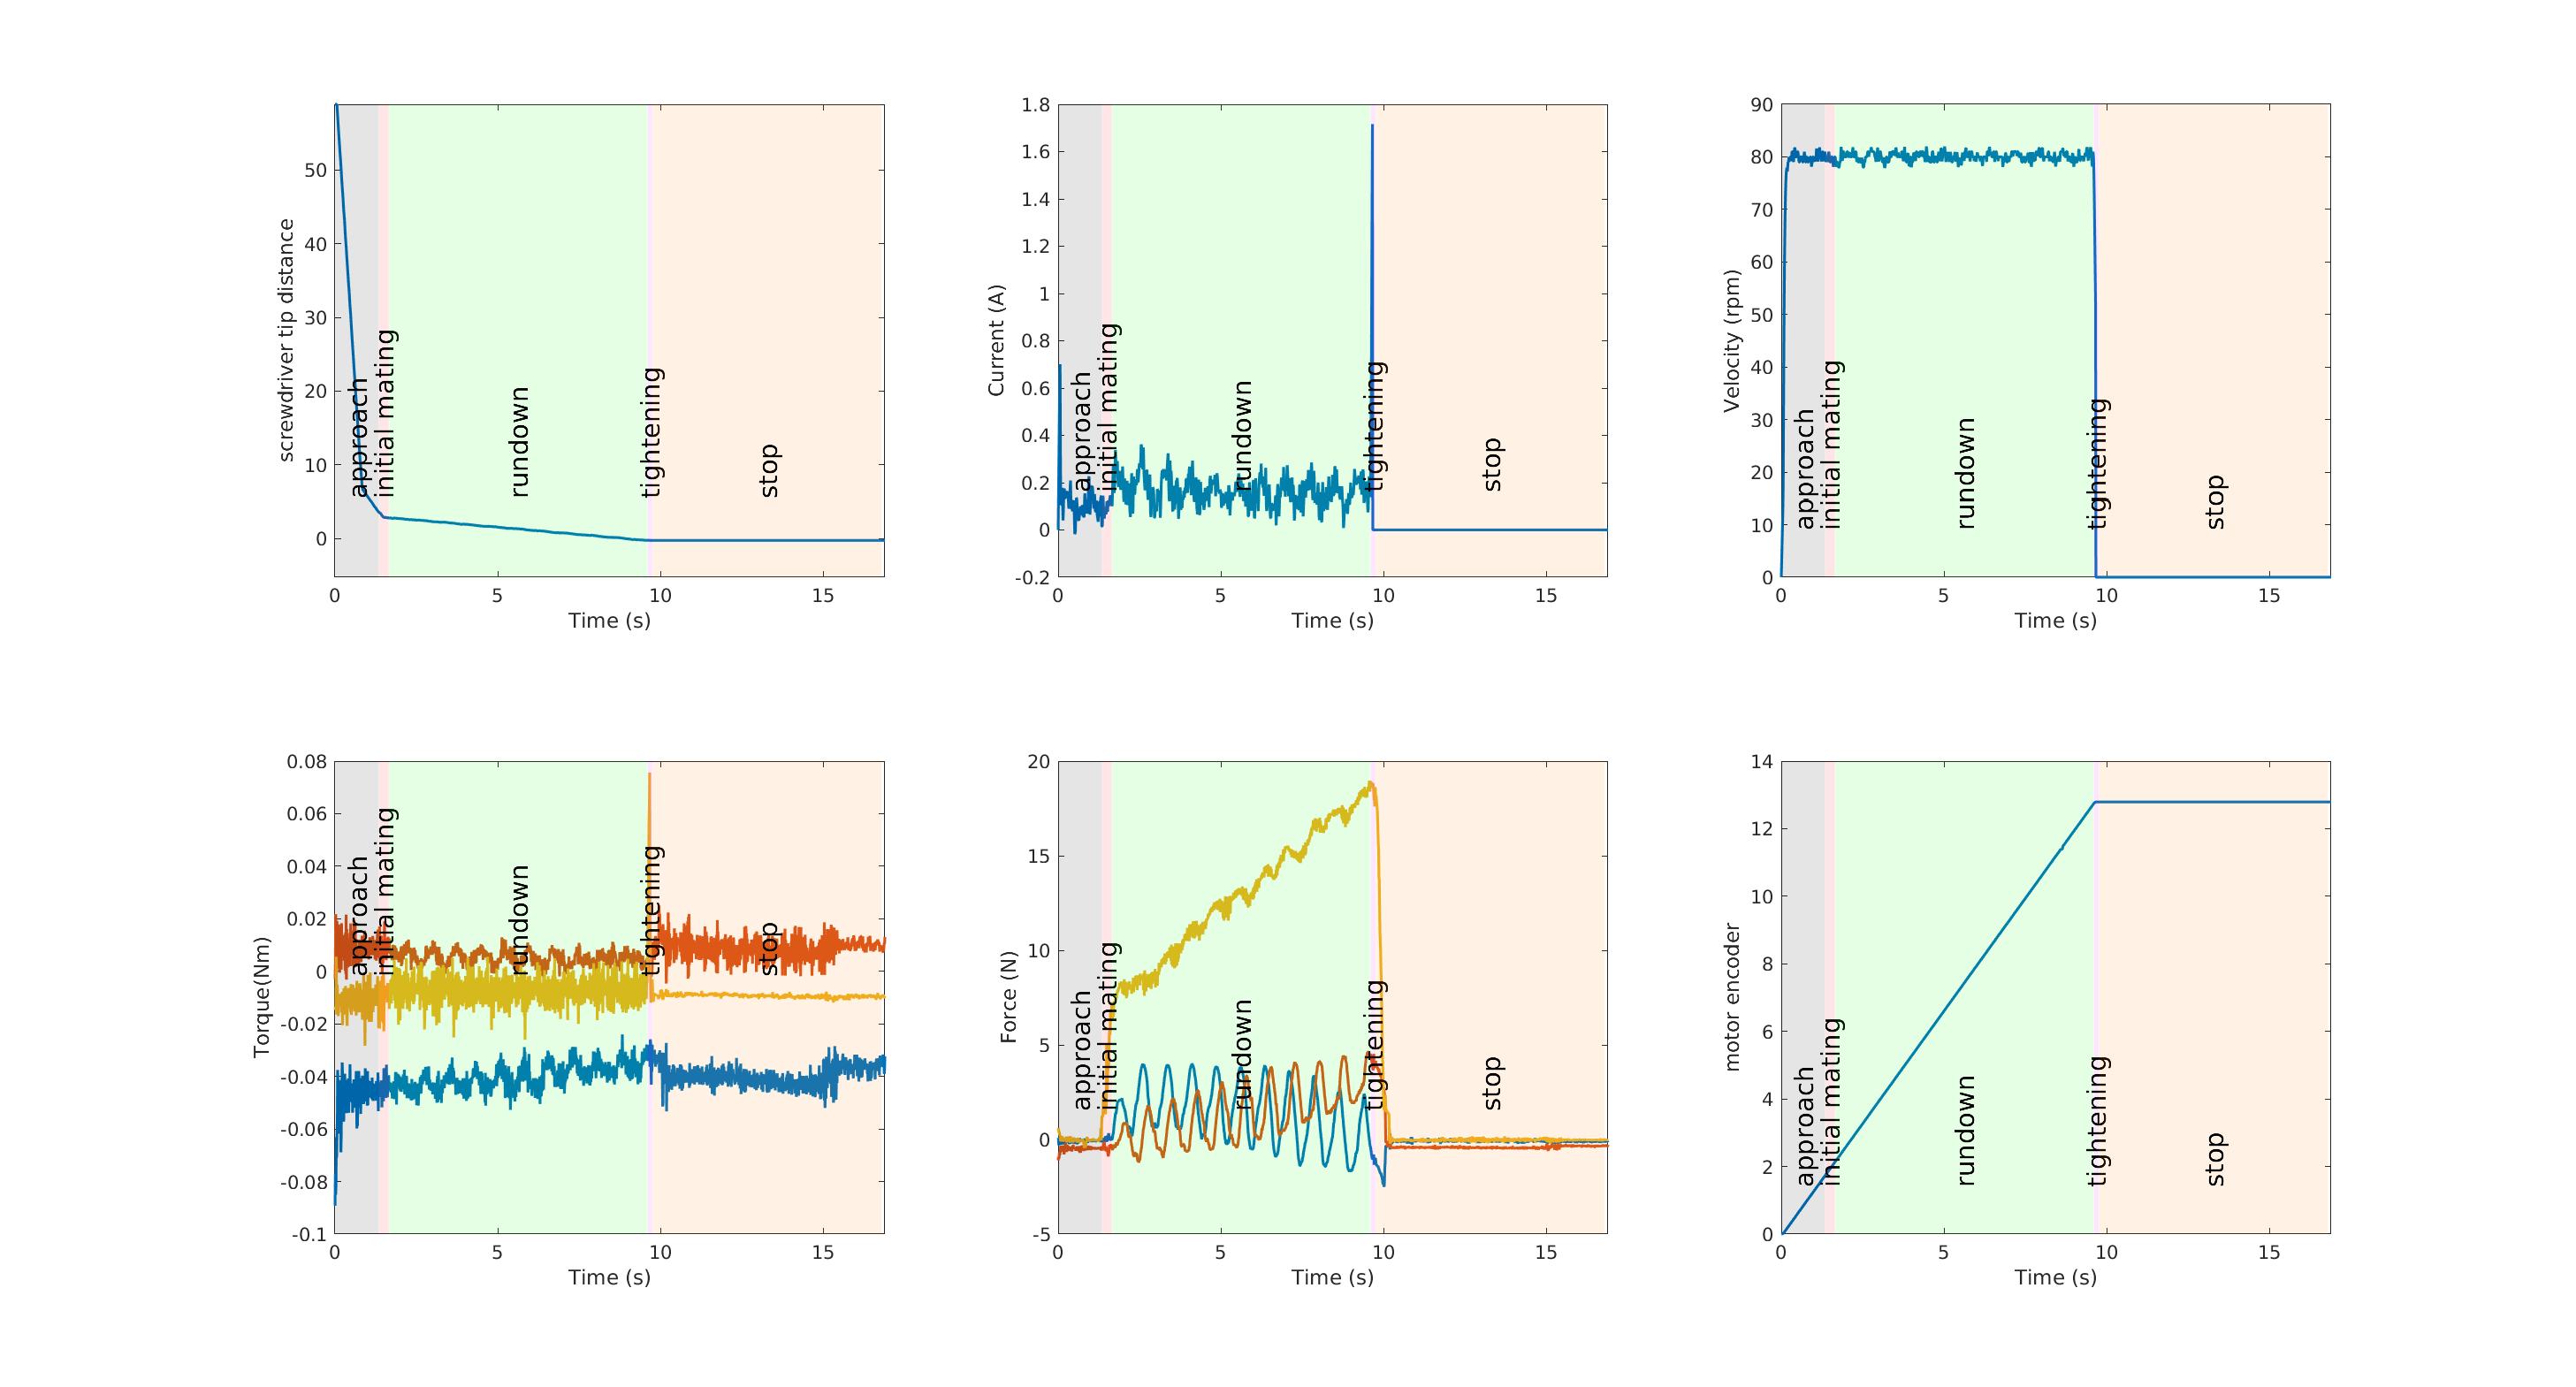 screwdriver tip distance
50
40
30
20
10
0
approach
initial mating
rundown
tightening
stop
0 5 10 15
Time (s)
Current (A)
1.8
1.6
1.4
1.2
1
0.8
0.6
0.4
0.2
0
-0.2
approach
initial mating
rundown
tightening
stop
0 5 10 15
Time (s)
Velocity (rpm)
90
80
70
60
50
40
30
20
10
0
approach
initial mating
rundown
tightening
stop
0 5 10 15
Time (s)
Torque(Nm)
0.08
0.06
0.04
0.02
0
-0.02
-0.04
-0.06
-0.08
-0.1
approach
initial mating
rundown
tightening
stop
0 5 10 15
Time (s)
Force (N)
20
15
10
5
0
-5
approach
initial mating
rundown
tightening
stop
0 5 10 15
Time (s)
motor encoder
14
12
10
8
6
4
2
0
approach
initial mating
rundown
tightening
stop
0 5 10 15
Time (s)